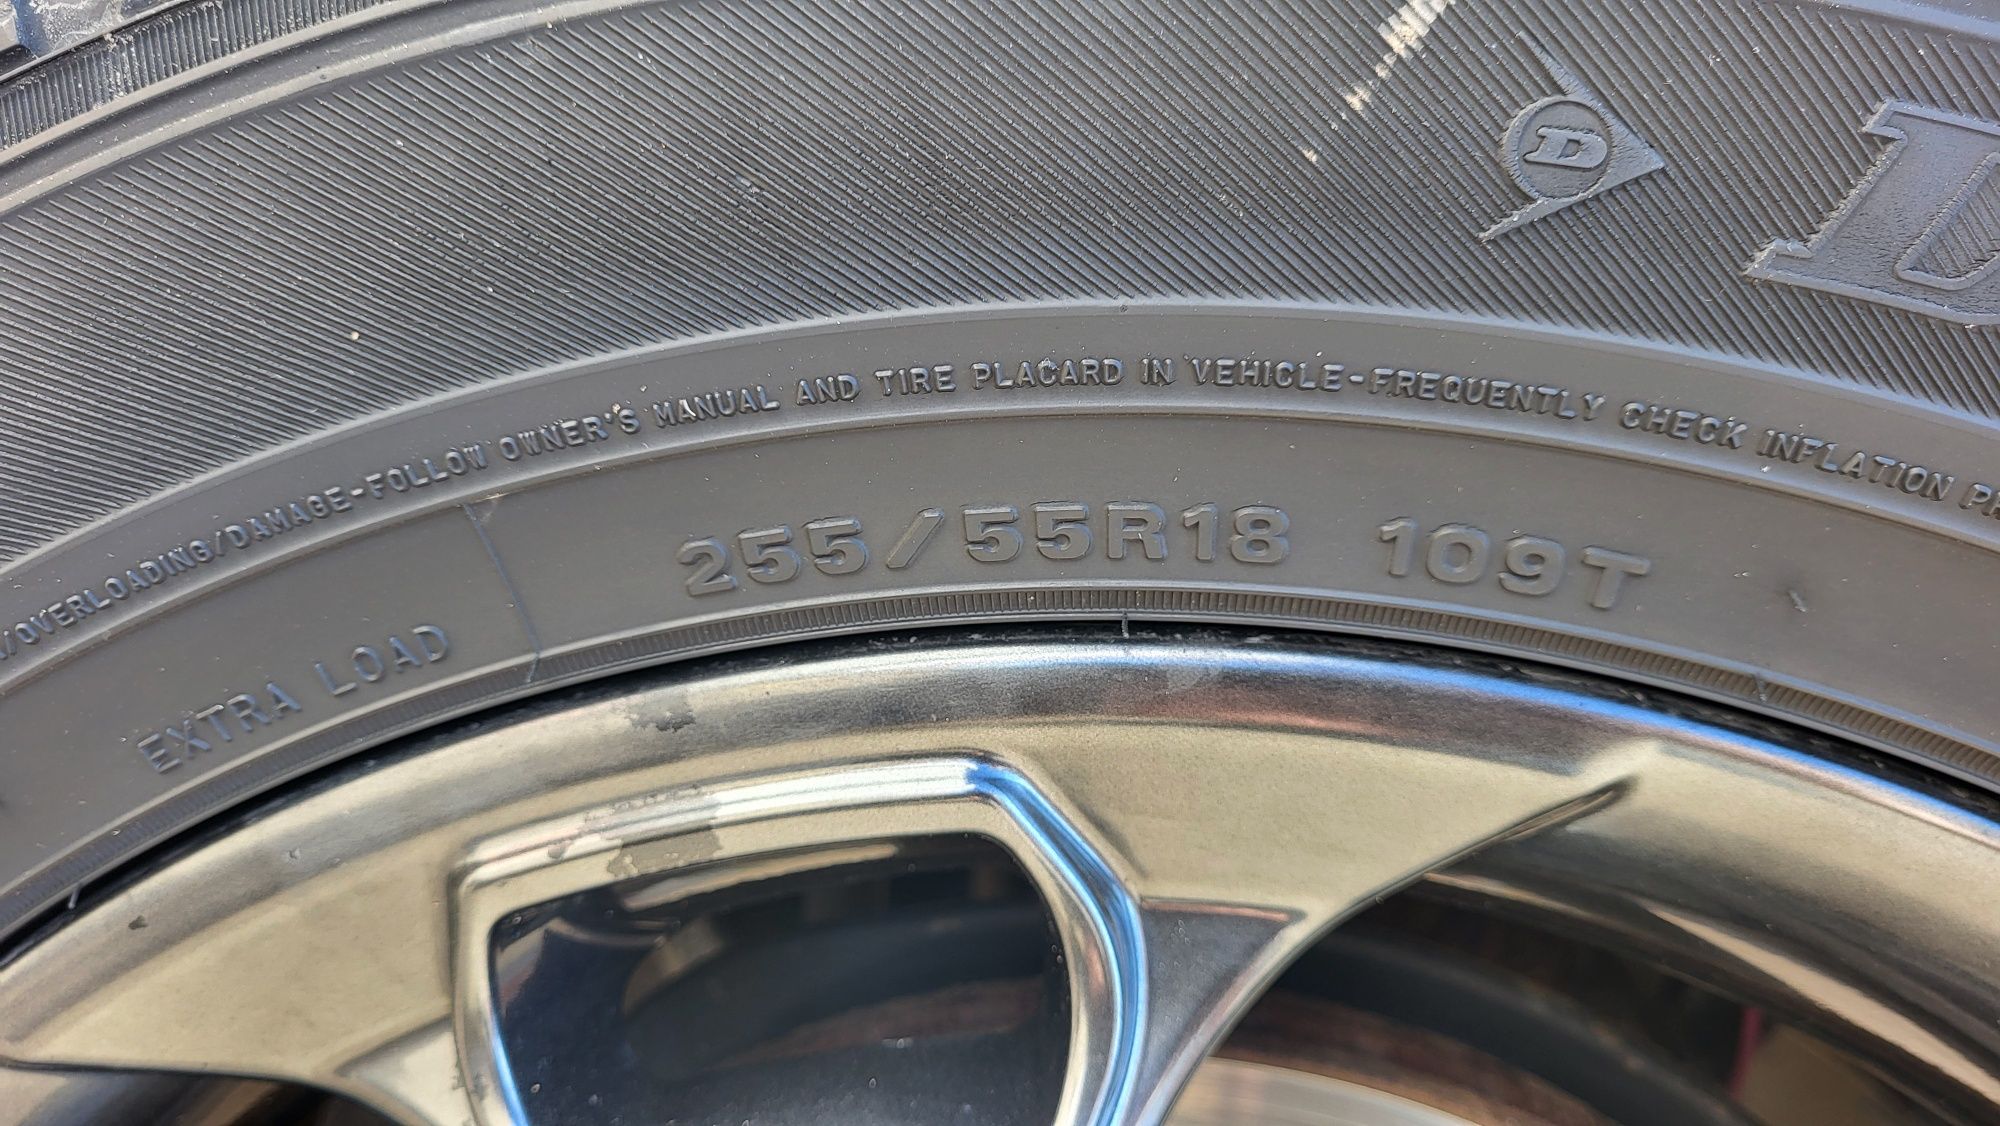 D
OVERLOADING/DAMAGE-FOLLOW OWNER'S MANUAL AND TIRE PLACARD IN VEHICLE-FREQUENTLY CHECK INFLATION
255/55R18 109T
EXTRA LOAD